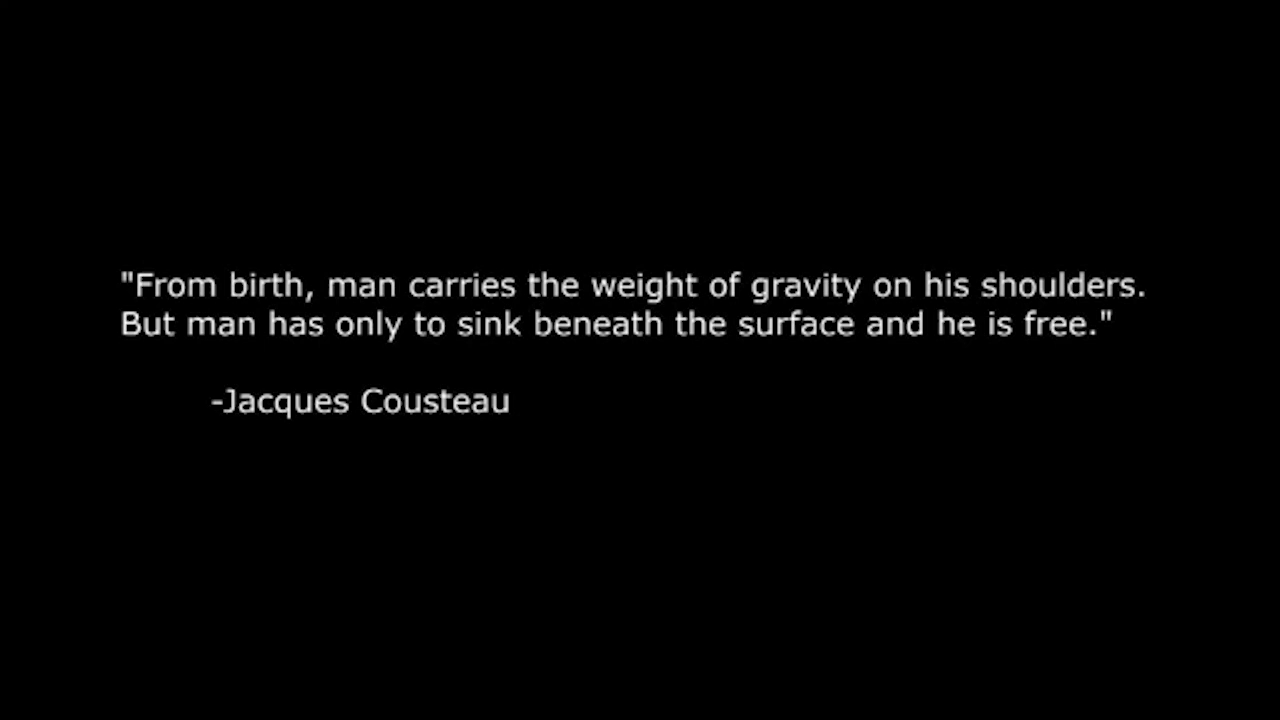 "From birth, man carries the weight of gravity on his shoulders.
But man has only to sink beneath the surface and he is free."
-Jacques Cousteau